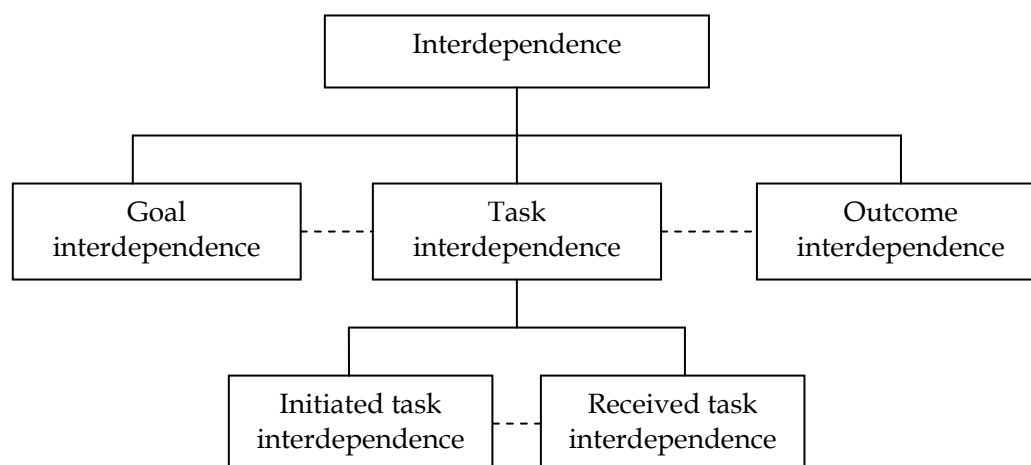 Interdependence
Goal
interdependence
Task
interdependence
Outcome
interdependence
Initiated task
interdependence
Received task
interdependence